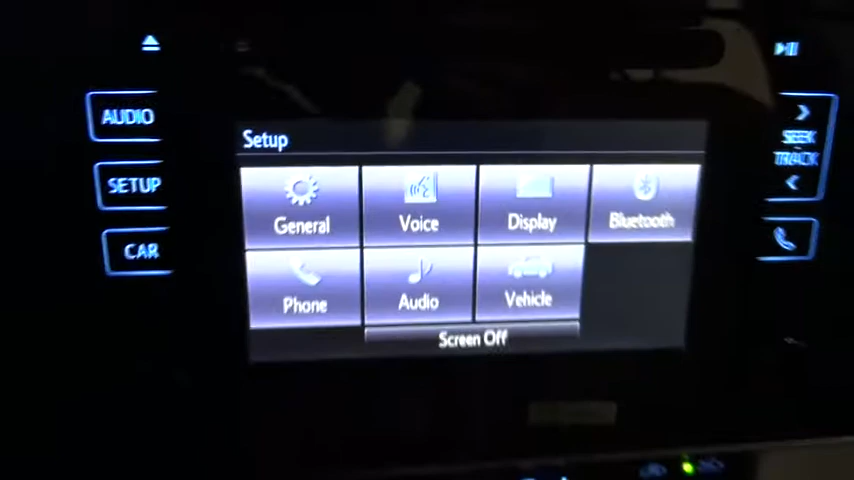 AUDIO
SETUP
CAR
Setup
General
Voice
Display
Bluetooth
Phone
Audio
Vehicle
Screen Off
SEEK
TRACK